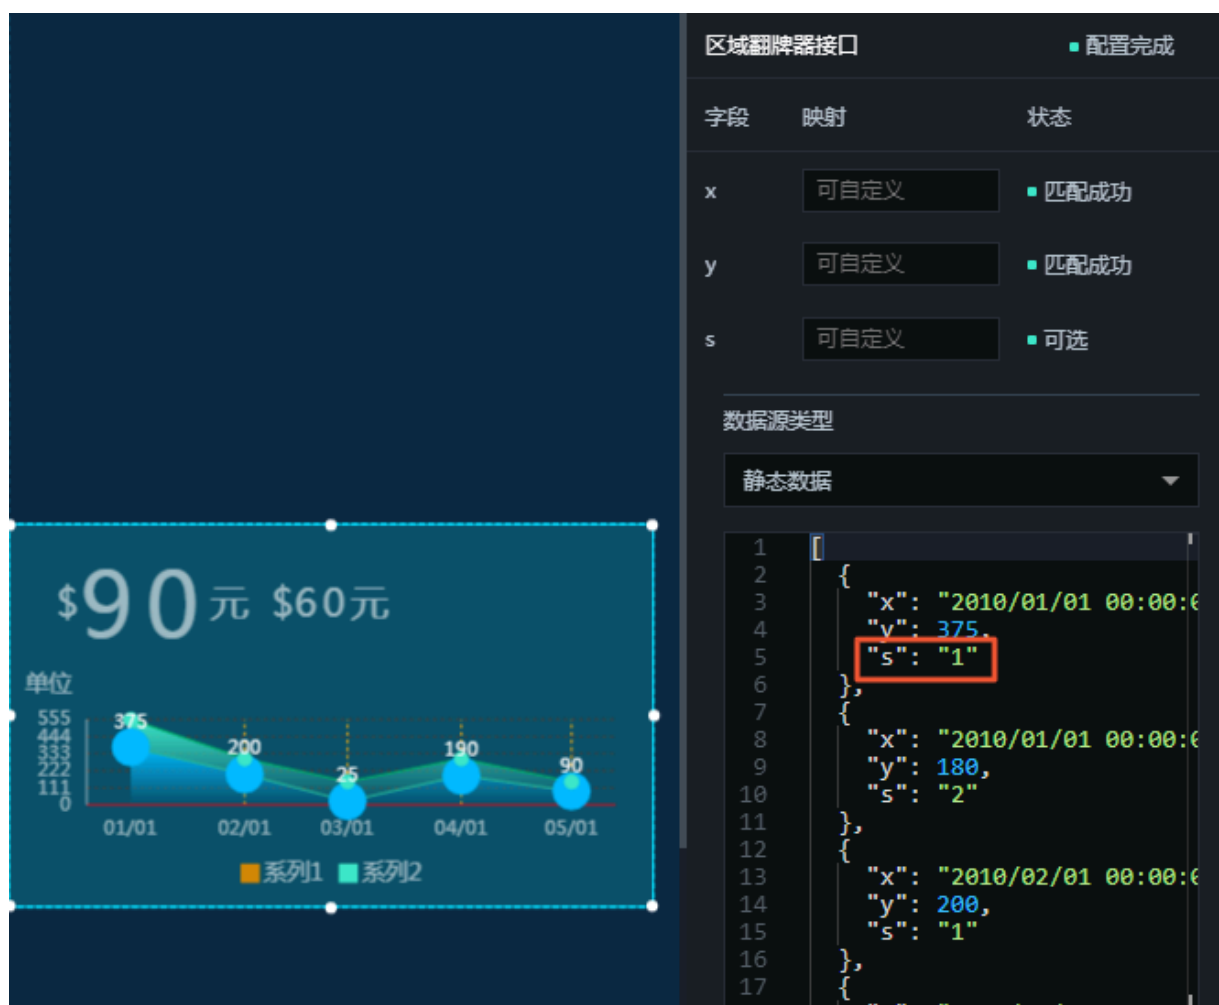 区域翻牌器接口
配置完成
字段 映射 状态
x 可自定义 匹配成功
y 可自定义 匹配成功
s 可自定义 可选
数据源类型
静态数据
1 [
2 {
3 "x": "2010/01/01 00:00:0
4 "y": 375,
5 "s": "1"
6 },
7 {
8 "x": "2010/01/01 00:00:0
9 "y": 180,
10 "s": "2"
11 },
12 {
13 "x": "2010/02/01 00:00:0
14 "y": 200,
15 "s": "1"
16 },
17 {
$90元 $60元
单位
555
444
333
222
111
0
375 200 25 190 90
01/01 02/01 03/01 04/01 05/01
系列1 系列2